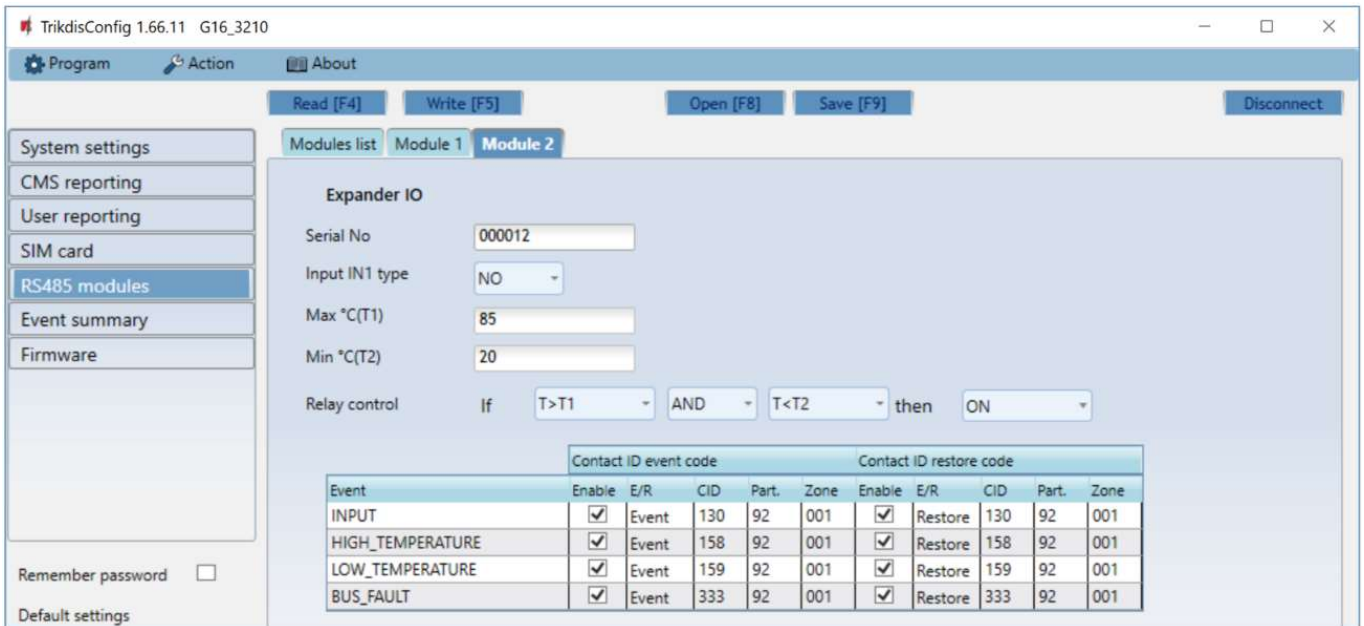 TrikdisConfig 1.66.11 G16_3210
Program Action About
Read [F4] Write [F5] Open [F8] Save [F9] Disconnect
System settings
CMS reporting
User reporting
SIM card
RS485 modules
Event summary
Firmware
Remember password
Default settings
Modules list Module 1 Module 2
Expander IO
Serial No 000012
Input IN1 type NO
Max °C(T1) 85
Min °C(T2) 20
Relay control If T>T1 AND T<T2 then ON
Contact ID event code Contact ID restore code
Event Enable E/R CID Part. Zone Enable E/R CID Part. Zone
INPUT Event 130 92 001 Restore 130 92 001
HIGH_TEMPERATURE Event 158 92 001 Restore 158 92 001
LOW_TEMPERATURE Event 159 92 001 Restore 159 92 001
BUS_FAULT Event 333 92 001 Restore 333 92 001